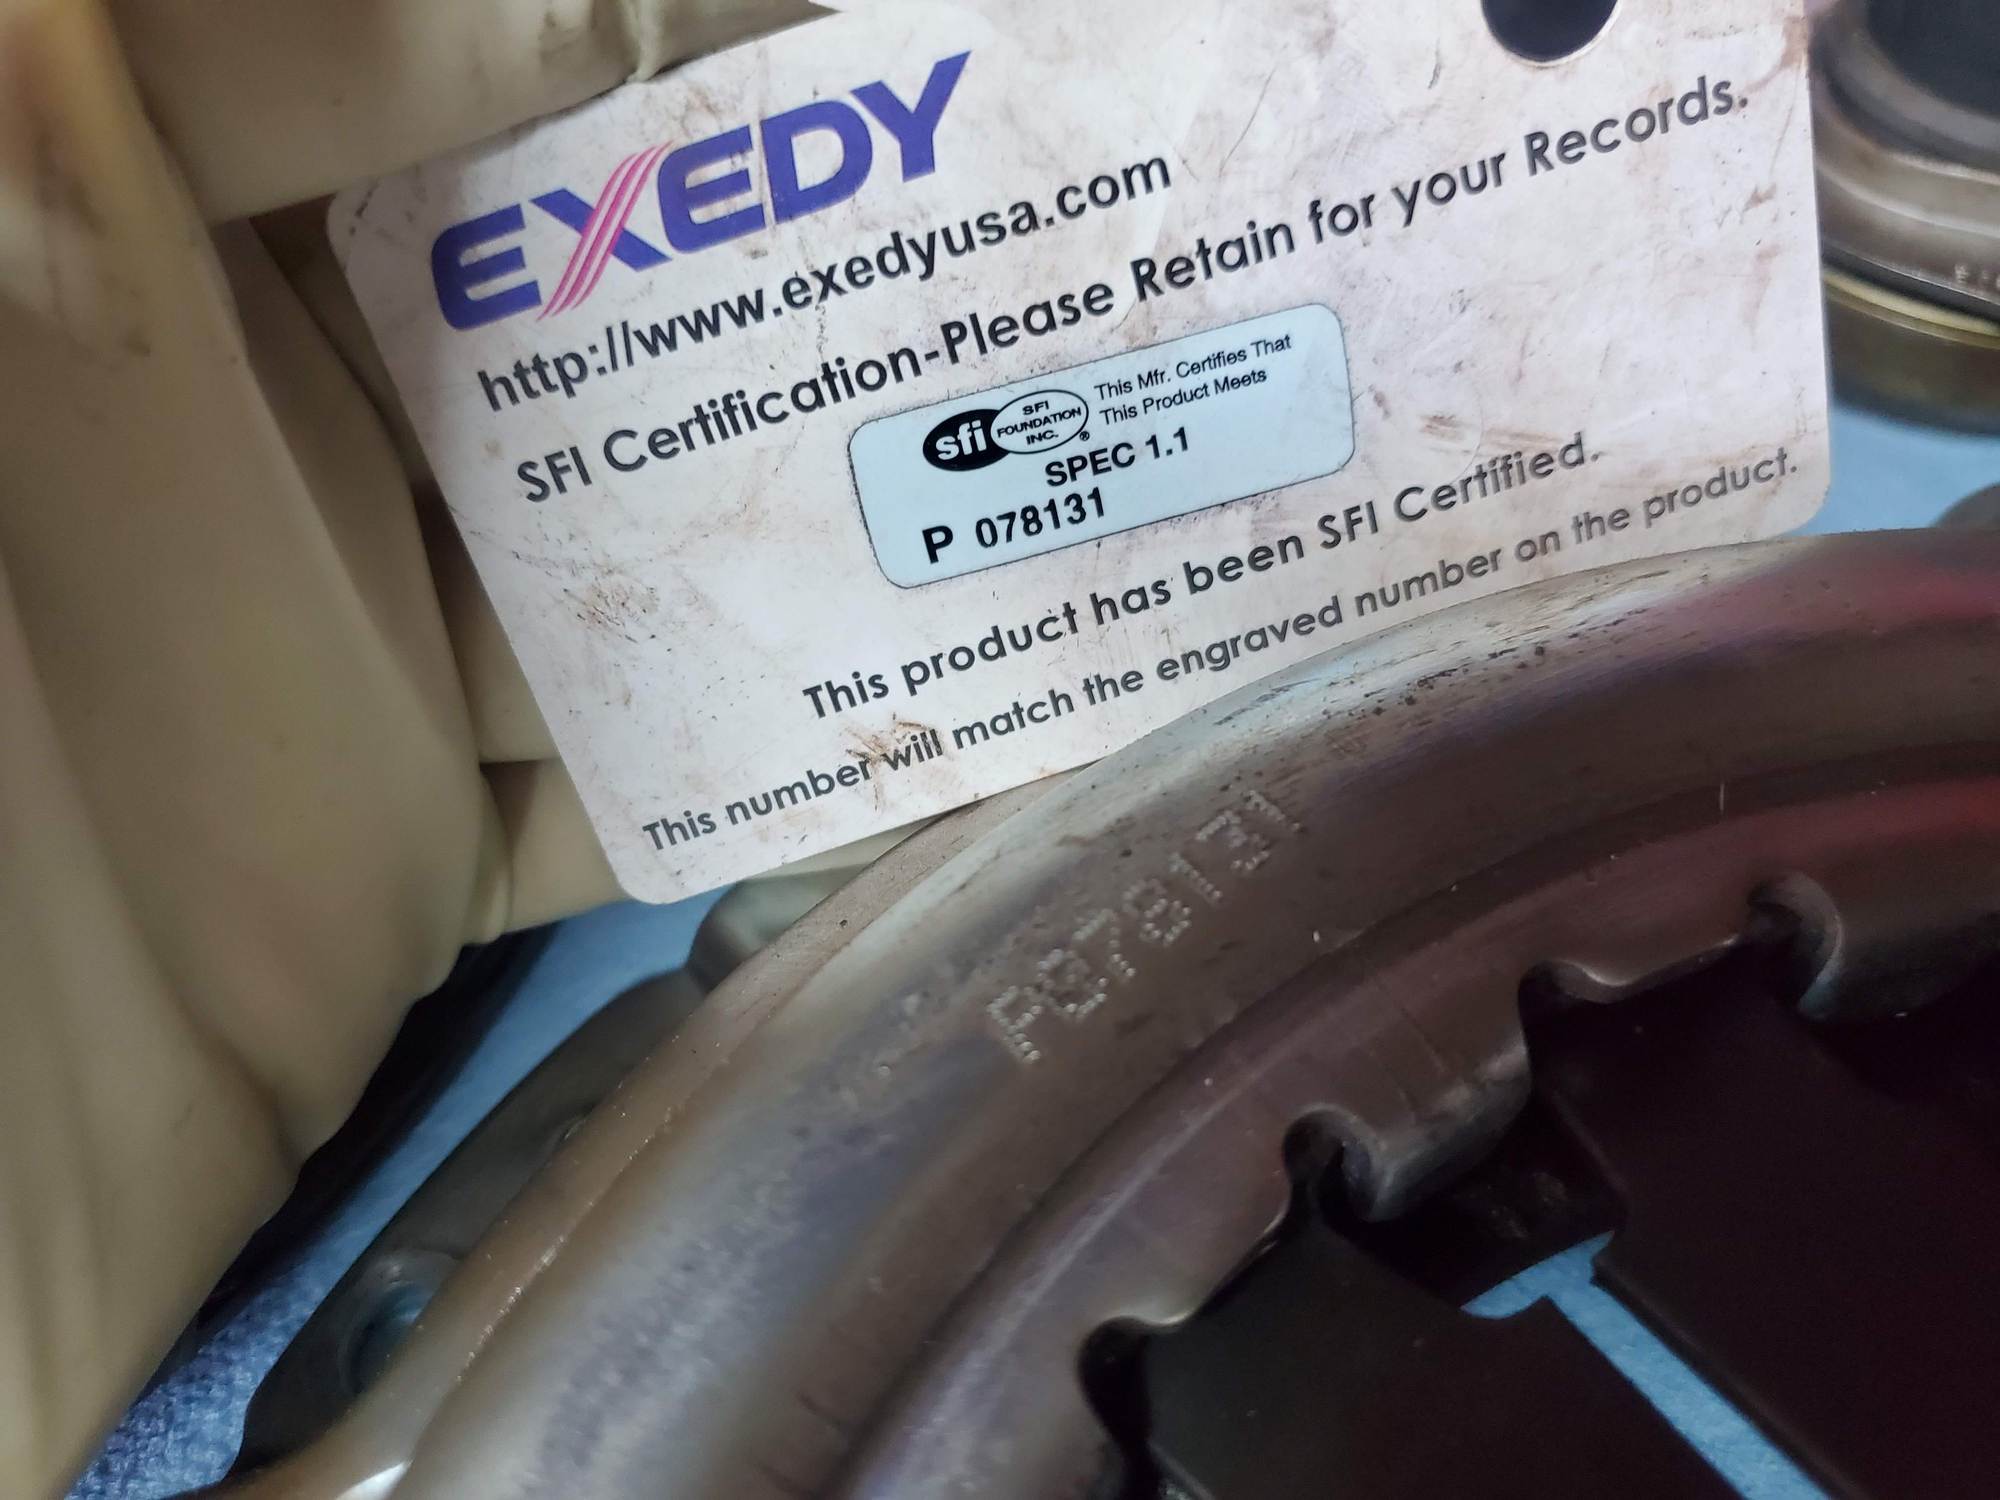 EXEDY
http://www.exedyusa.com
SFI Certification-Please Retain for your Records.
sfi SFI FOUNDATION INC. ® This Mfr. Certifies That
This Product Meets
SPEC 1.1
P 078131
This product has been SFI Certified.
This number will match the engraved number on the product.
P078131